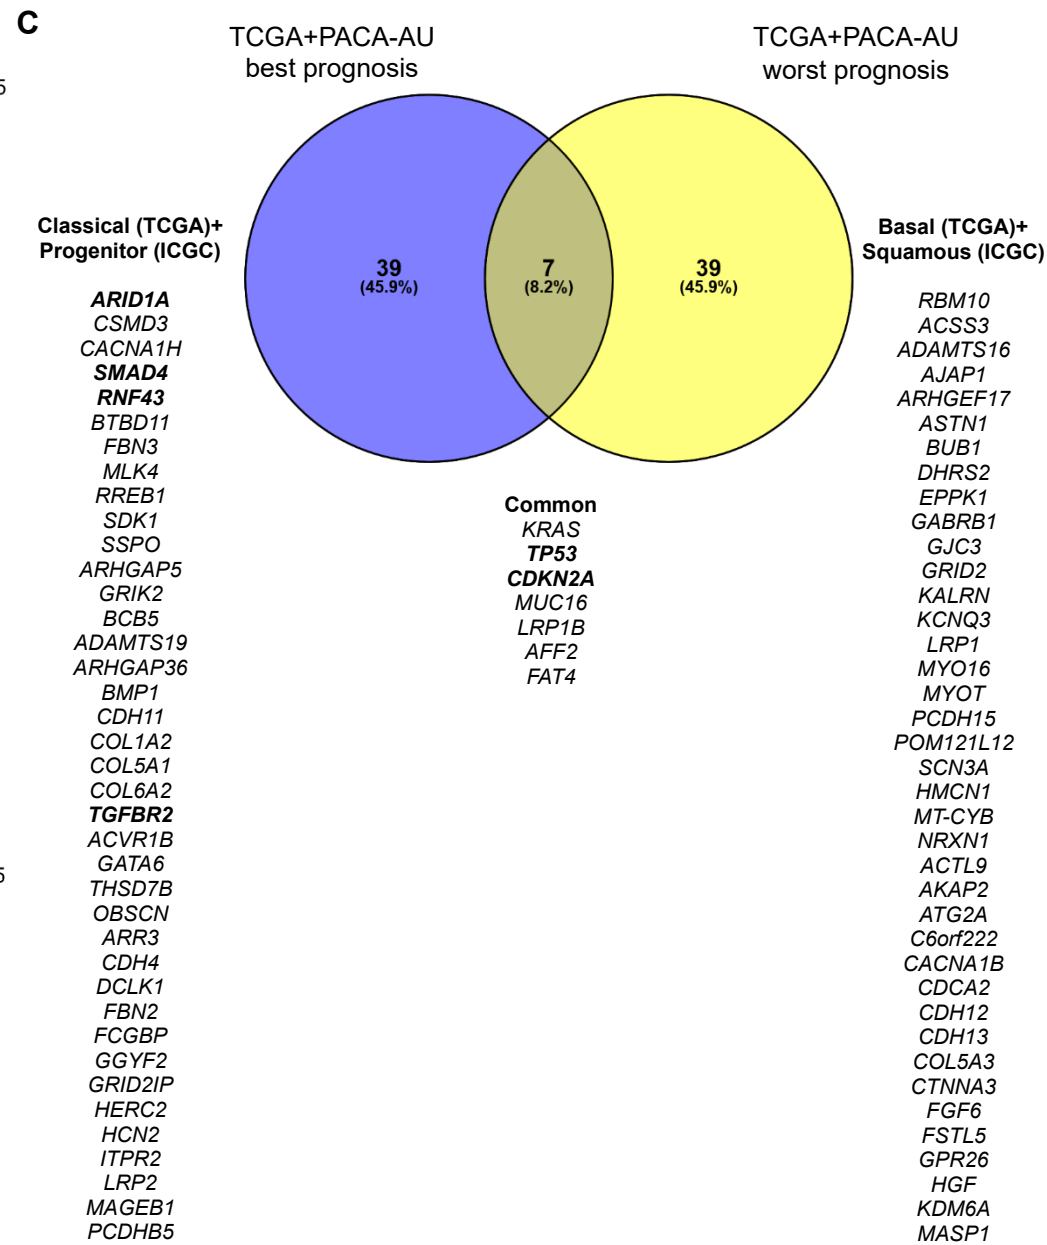 C
TCGA+PACA-AU
best prognosis
TCGA+PACA-AU
worst prognosis
5
Classical (TCGA)+
Progenitor (ICGC)
39
(45.9%)
7
(8.2%)
39
(45.9%)
Basal (TCGA)+
Squamous (ICGC)
ARID1A
CSMD3
CACNA1H
SMAD4
RNF43
BTBD11
FBN3
MLK4
RREB1
SDK1
SSPO
ARHGAP5
GRIK2
BCB5
ADAMTS19
ARHGAP36
BMP1
CDH11
COL1A2
COL5A1
COL6A2
TGFBR2
ACVR1B
GATA6
THSD7B
OBSCN
ARR3
CDH4
DCLK1
FBN2
FCGBP
GGYF2
GRID2IP
HERC2
HCN2
ITPR2
LRP2
MAGEB1
PCDHB5
5
Common
KRAS
TP53
CDKN2A
MUC16
LRP1B
AFF2
FAT4
RBM10
ACSS3
ADAMTS16
AJAP1
ARHGEF17
ASTN1
BUB1
DHRS2
EPPK1
GABRB1
GJC3
GRID2
KALRN
KCNQ3
LRP1
MYO16
MYOT
PCDH15
POM121L12
SCN3A
HMCN1
MT-CYB
NRXN1
ACTL9
AKAP2
ATG2A
C6orf222
CACNA1B
CDCA2
CDH12
CDH13
COL5A3
CTNNA3
FGF6
FSTL5
GPR26
HGF
KDM6A
MASP1